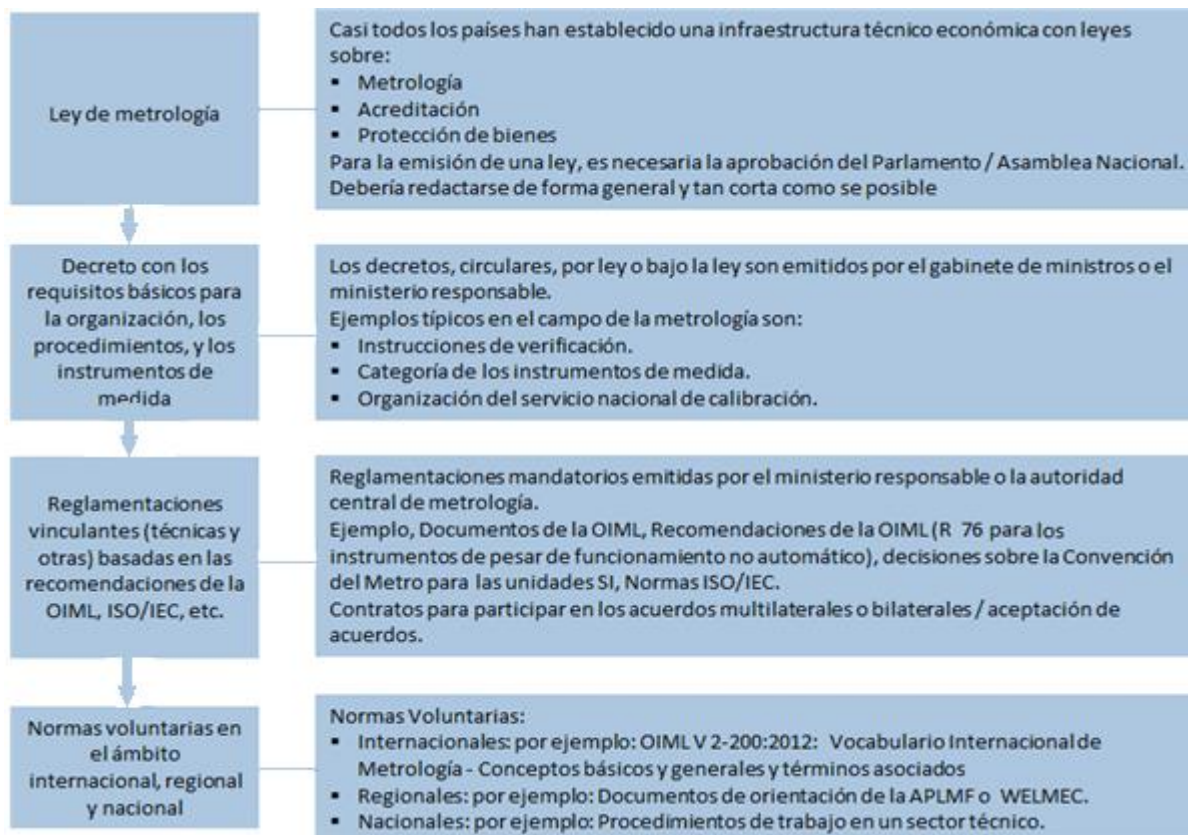 Ley de metrología
Casi todos los países han establecido una infraestructura técnico económica con leyes
sobre:
▪ Metrología
▪ Acreditación
▪ Protección de bienes
Para la emisión de una ley, es necesaria la aprobación del Parlamento / Asamblea Nacional.
Debería redactarse de forma general y tan corta como se posible
Decreto con los
requisitos básicos para
la organización, los
procedimientos, y los
instrumentos de
medida
Los decretos, circulares, por ley o bajo la ley son emitidos por el gabinete de ministros o el
ministerio responsable.
Ejemplos típicos en el campo de la metrología son:
▪ Instrucciones de verificación.
▪ Categoría de los instrumentos de medida.
▪ Organización del servicio nacional de calibración.
Reglamentaciones
vinculantes (técnicas y
otras) basadas en las
recomendaciones de la
OIML, ISO/IEC, etc.
Reglamentaciones mandatorios emitidas por el ministerio responsable o la autoridad
central de metrología.
Ejemplo, Documentos de la OIML, Recomendaciones de la OIML (R 76 para los
instrumentos de pesar de funcionamiento no automático), decisiones sobre la Convención
del Metro para las unidades SI, Normas ISO/IEC.
Contratos para participar en los acuerdos multilaterales o bilaterales / aceptación de
acuerdos.
Normas voluntarias en
el ámbito
internacional, regional
y nacional
Normas Voluntarias:
▪ Internacionales: por ejemplo: OIML V 2-200:2012: Vocabulario Internacional de
Metrología - Conceptos básicos y generales y términos asociados
▪ Regionales: por ejemplo: Documentos de orientación de la APLMF o WELMEC.
▪ Nacionales: por ejemplo: Procedimientos de trabajo en un sector técnico.